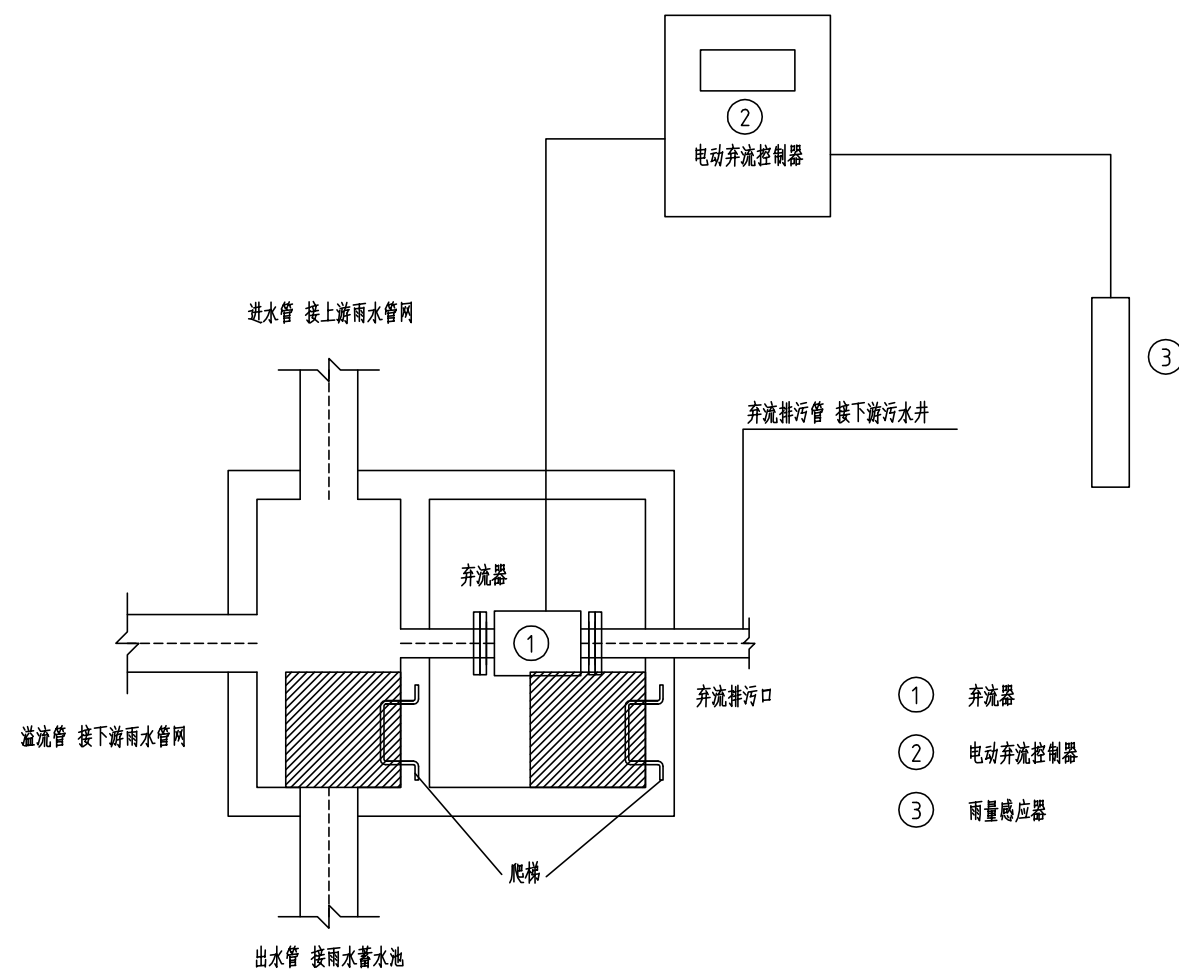 ②
电动弃流控制器
进水管 接上游雨水管网
③
弃流排污管 接下游污水井
弃流器
①
弃流排污口
溢流管 接下游雨水管网
① 弃流器
② 电动弃流控制器
③ 雨量感应器
爬梯
出水管 接雨水蓄水池